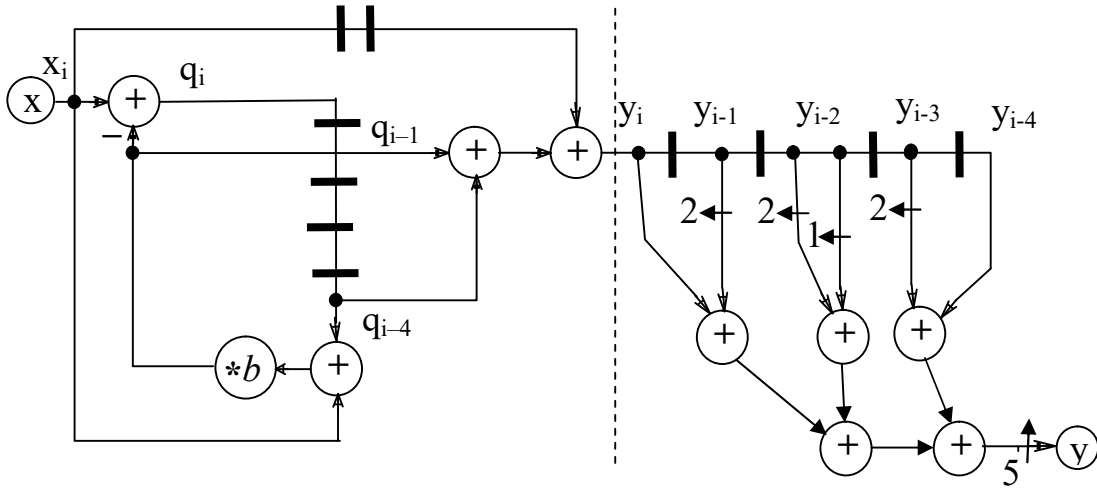 x
xᵢ
+
−
qᵢ
qᵢ₋₁
+
+
qᵢ₋₄
+
*b
yᵢ
yᵢ₋₁
yᵢ₋₂
yᵢ₋₃
yᵢ₋₄
2
2
1
2
+
+
+
+
+
5
y